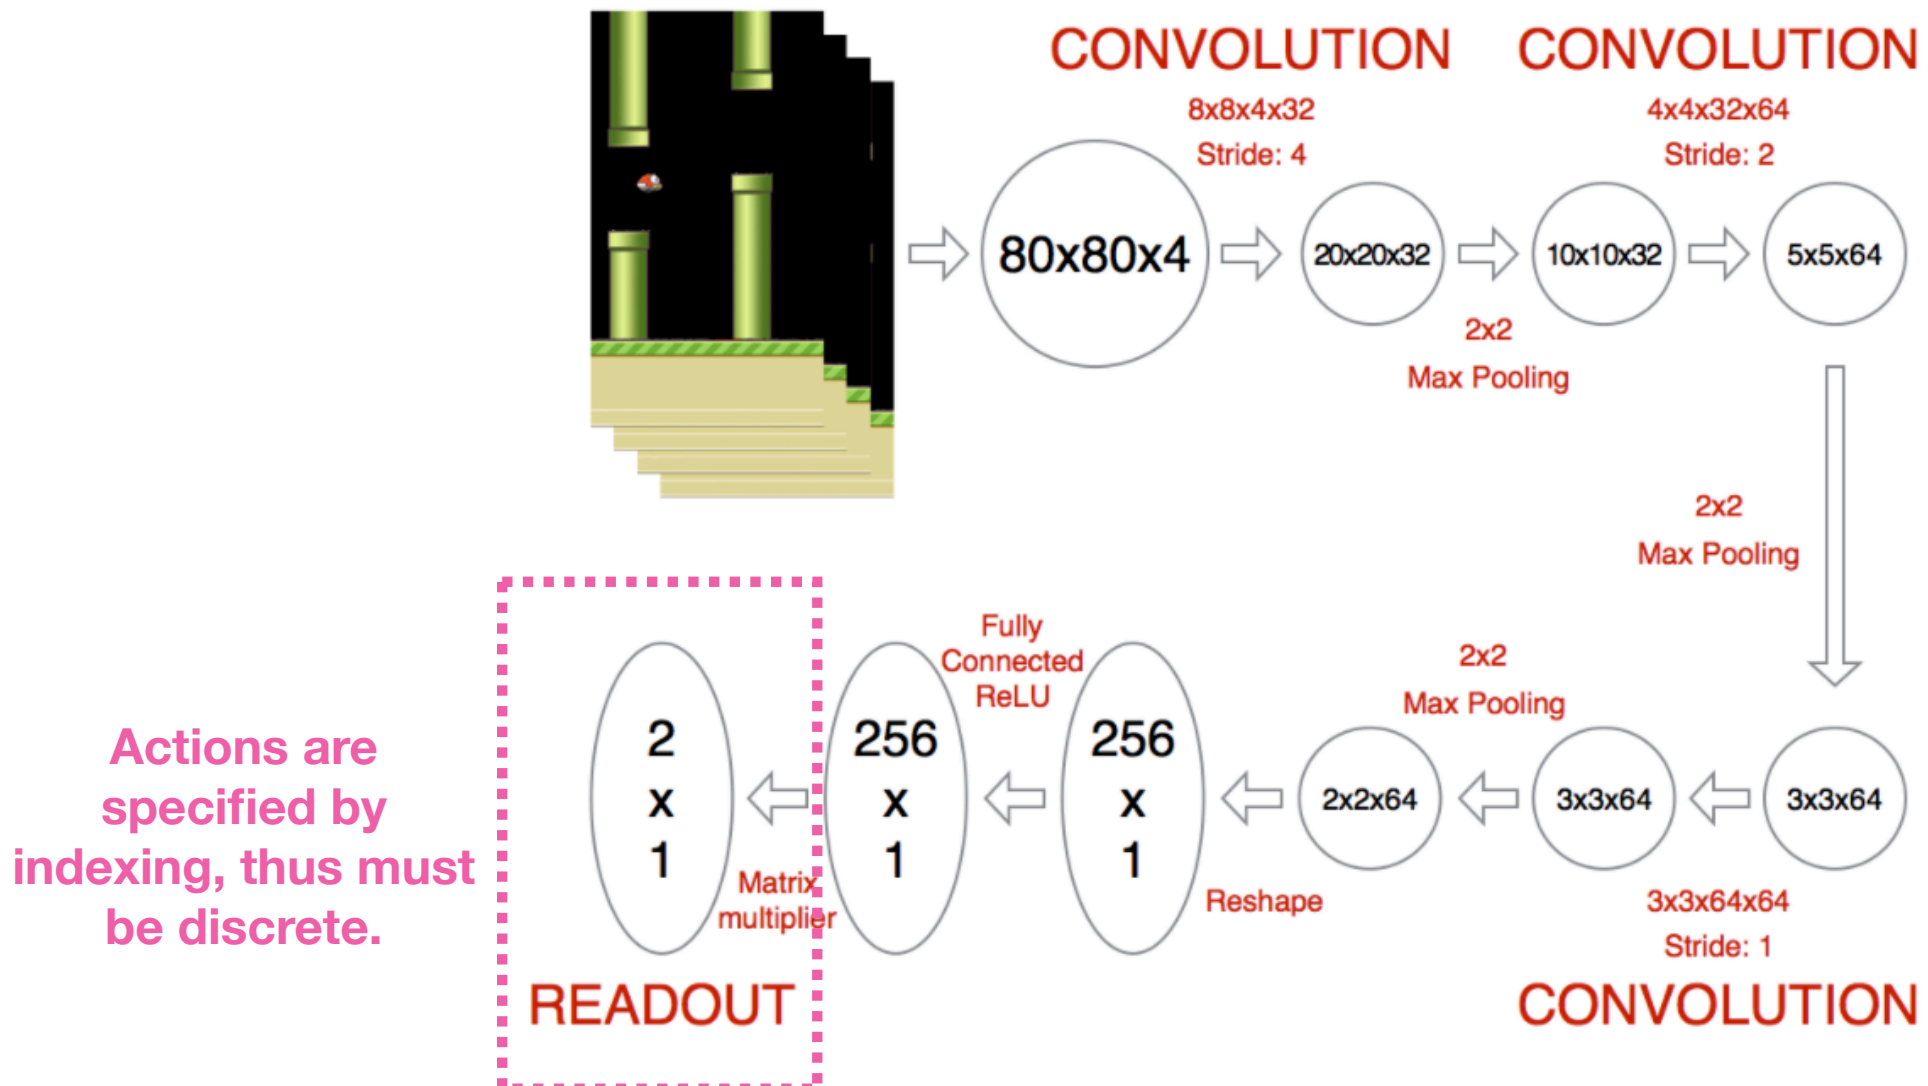 CONVOLUTION
8x8x4x32
Stride: 4
CONVOLUTION
4x4x32x64
Stride: 2
80x80x4
20x20x32
10x10x32
5x5x64
2x2
Max Pooling
2x2
Max Pooling
3x3x64
3x3x64x64
Stride: 1
CONVOLUTION
3x3x64
2x2
Max Pooling
2x2x64
Reshape
256
x
1
Fully
Connected
ReLU
256
x
1
Matrix
multiplier
2
x
1
READOUT
Actions are
specified by
indexing, thus must
be discrete.